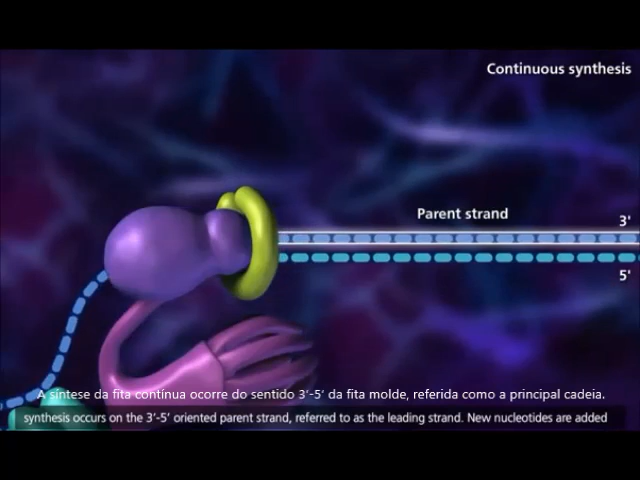 Continuous synthesis
Parent strand
3'
5'
A síntese da fita contínua ocorre do sentido 3'-5' da fita molde, referida como a principal cadeia.
synthesis occurs on the 3'-5' oriented parent strand, referred to as the leading strand. New nucleotides are added